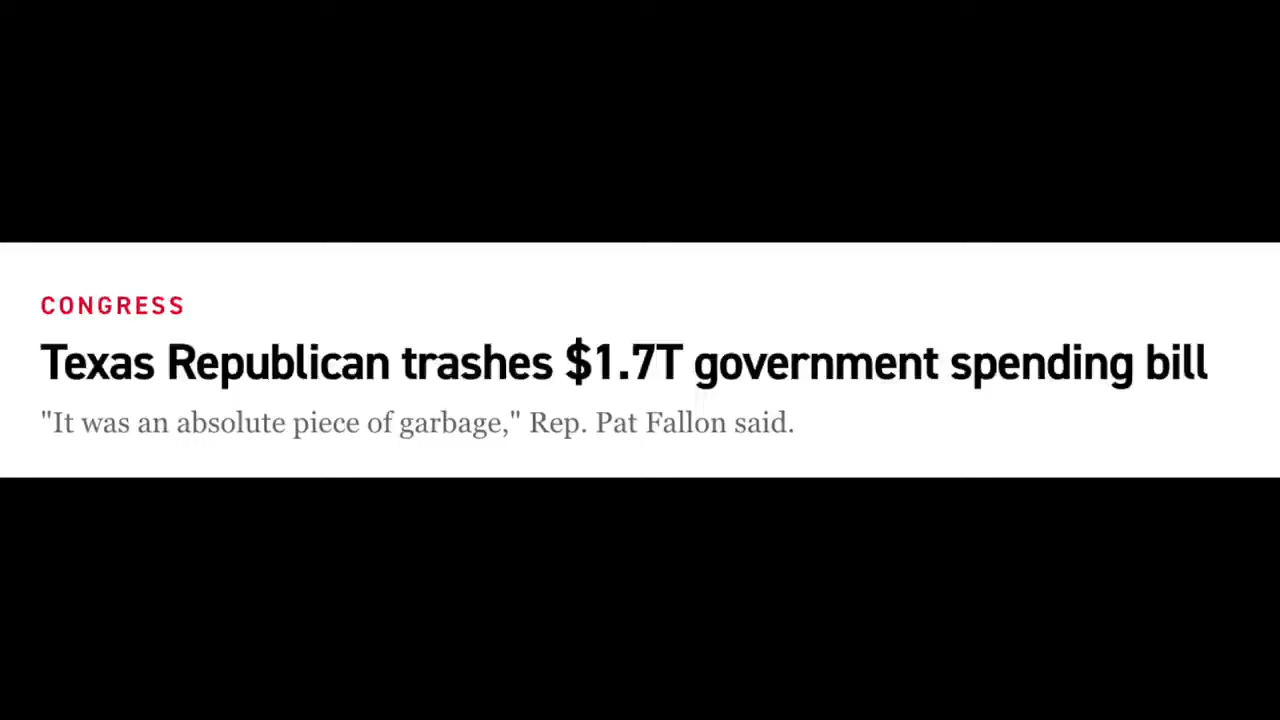 CONGRESS
Texas Republican trashes $1.7T government spending bill
"It was an absolute piece of garbage," Rep. Pat Fallon said.